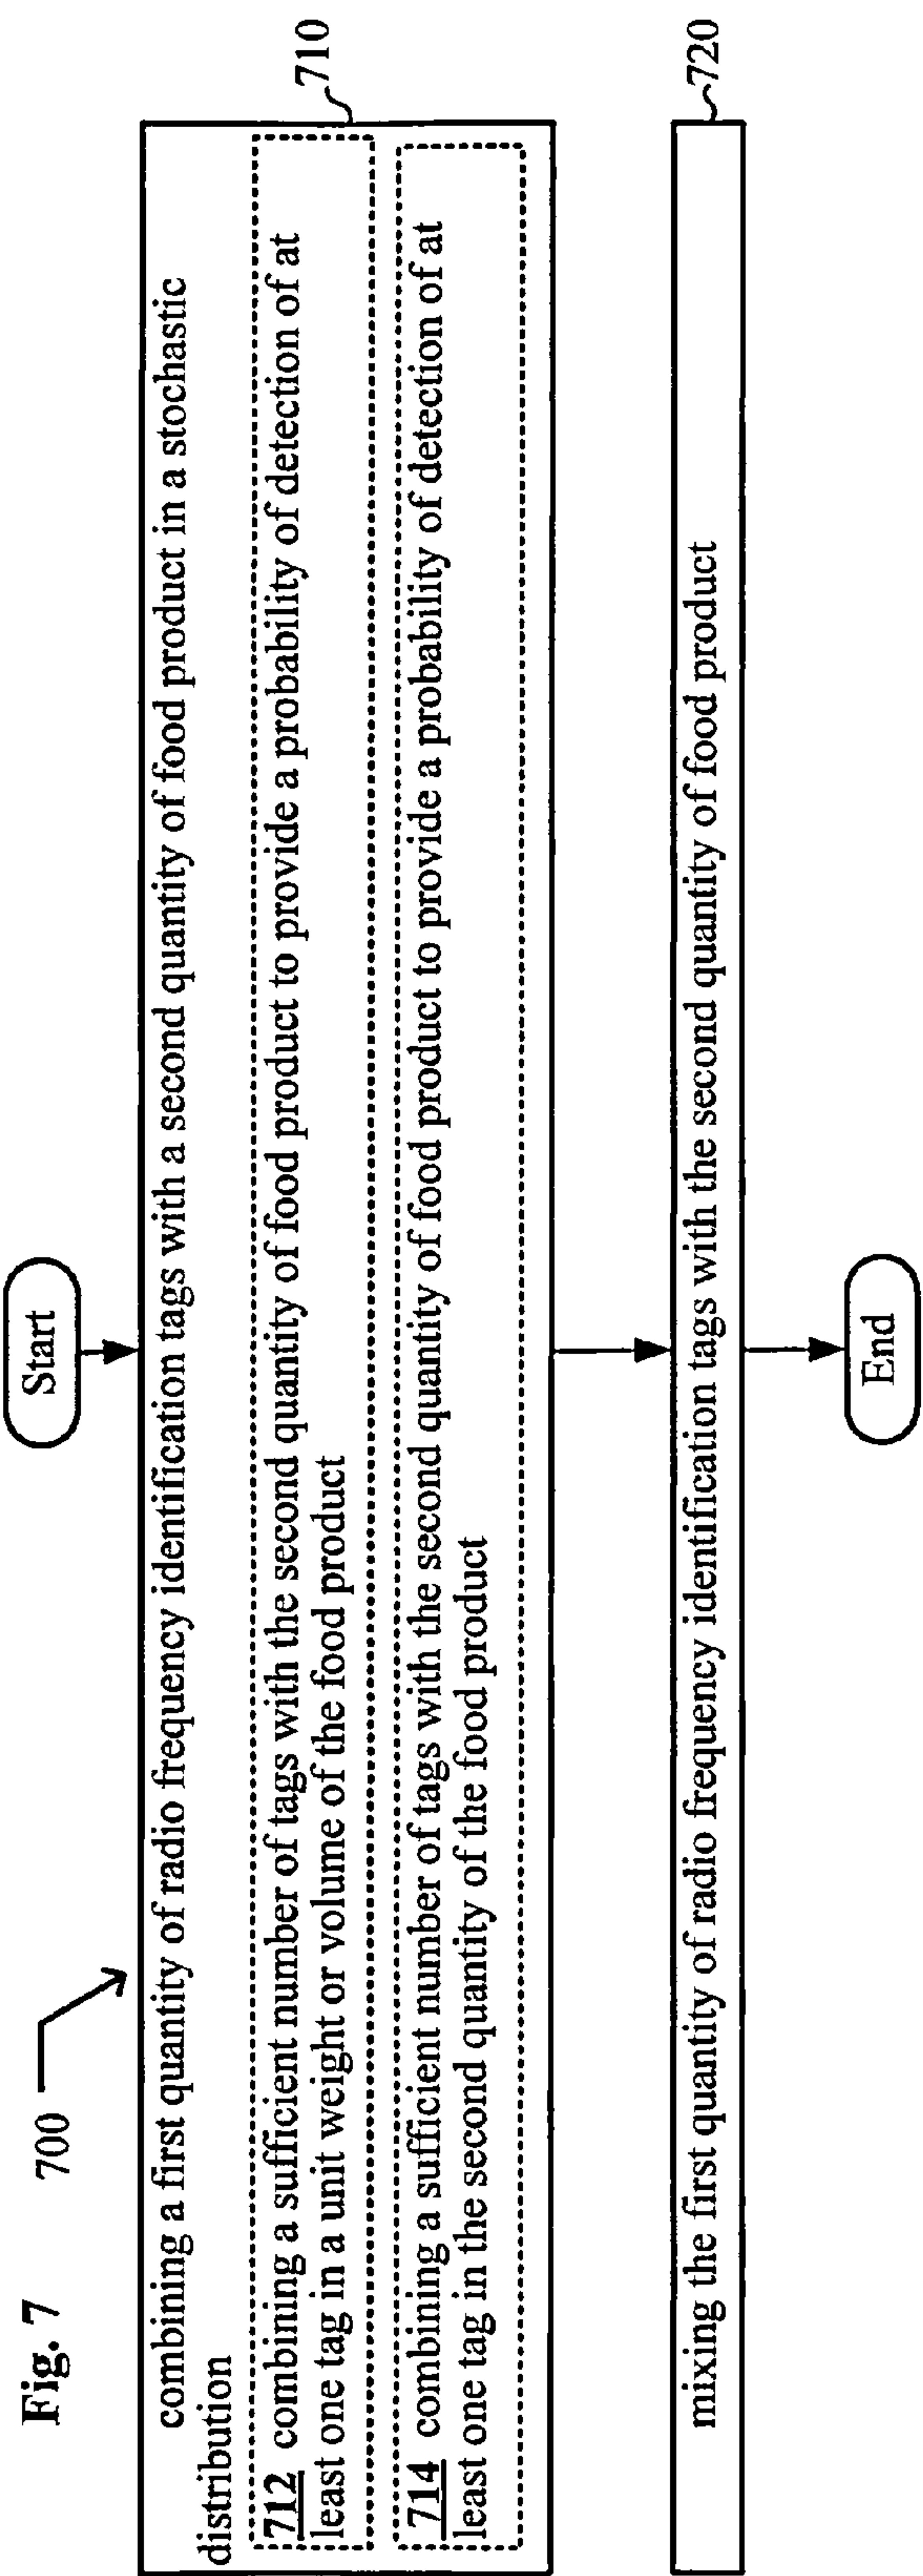 Fig. 7
700
Start
combining a first quantity of radio frequency identification tags with a second quantity of food product in a stochastic
distribution
710
712 combining a sufficient number of tags with the second quantity of food product to provide a probability of detection of at
least one tag in a unit weight or volume of the food product
714 combining a sufficient number of tags with the second quantity of food product to provide a probability of detection of at
least one tag in the second quantity of the food product
mixing the first quantity of radio frequency identification tags with the second quantity of food product
720
End